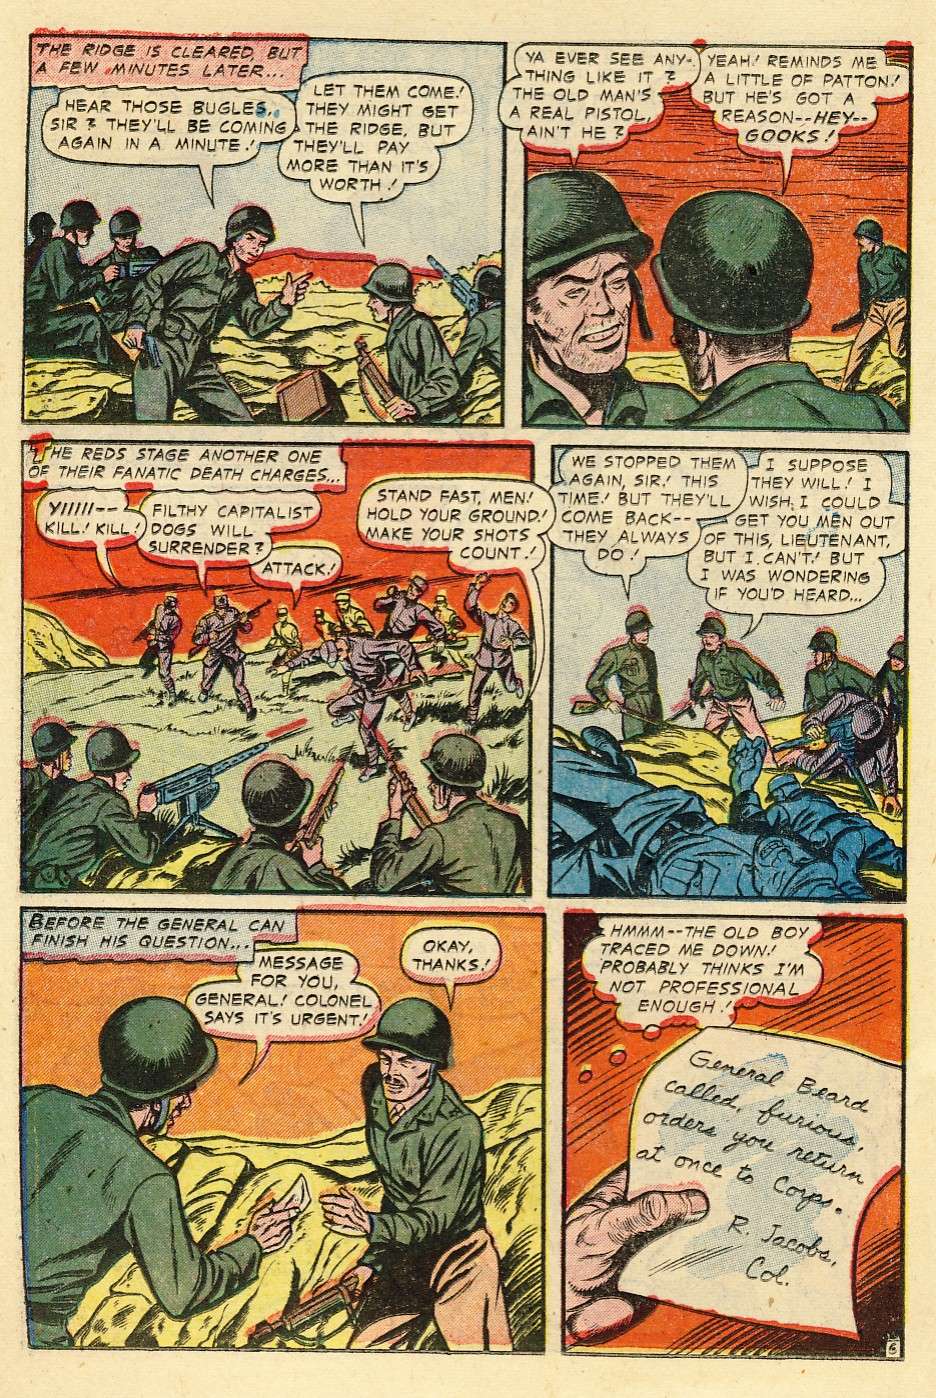 THE RIDGE IS CLEARED, BUT
A FEW MINUTES LATER...
HEAR THOSE BUGLES,
SIR? THEY'LL BE COMING
AGAIN IN A MINUTE!
LET THEM COME!
THEY MIGHT GET
THE RIDGE, BUT
THEY'LL PAY
MORE THAN IT'S
WORTH!
YA EVER SEE ANY-
THING LIKE IT?
THE OLD MAN'S
A REAL PISTOL,
AIN'T HE?
YEAH! REMINDS ME
A LITTLE OF PATTON!
BUT HE'S GOT A
REASON--HEY--
GOOKS!
THE REDS STAGE ANOTHER ONE
OF THEIR FANATIC DEATH CHARGES...
YIIIII--
KILL! KILL!
FILTHY CAPITALIST
DOGS WILL
SURRENDER?
ATTACK!
STAND FAST, MEN!
HOLD YOUR GROUND!
MAKE YOUR SHOTS
COUNT!
WE STOPPED THEM
AGAIN, SIR! THIS
TIME! BUT THEY'LL
COME BACK--
THEY ALWAYS
DO!
I SUPPOSE
THEY WILL! I
WISH I COULD
GET YOU MEN OUT
OF THIS, LIEUTENANT,
BUT I CAN'T! BUT
I WAS WONDERING
IF YOU'D HEARD...
BEFORE THE GENERAL CAN
FINISH HIS QUESTION...
MESSAGE
FOR YOU,
GENERAL! COLONEL
SAYS IT'S URGENT!
OKAY,
THANKS!
HMMM--THE OLD BOY
TRACED ME DOWN!
PROBABLY THINKS I'M
NOT PROFESSIONAL
ENOUGH!
General Beard
called, furious,
orders you return
at once to Corps.
R. Jacobs,
Col.
6